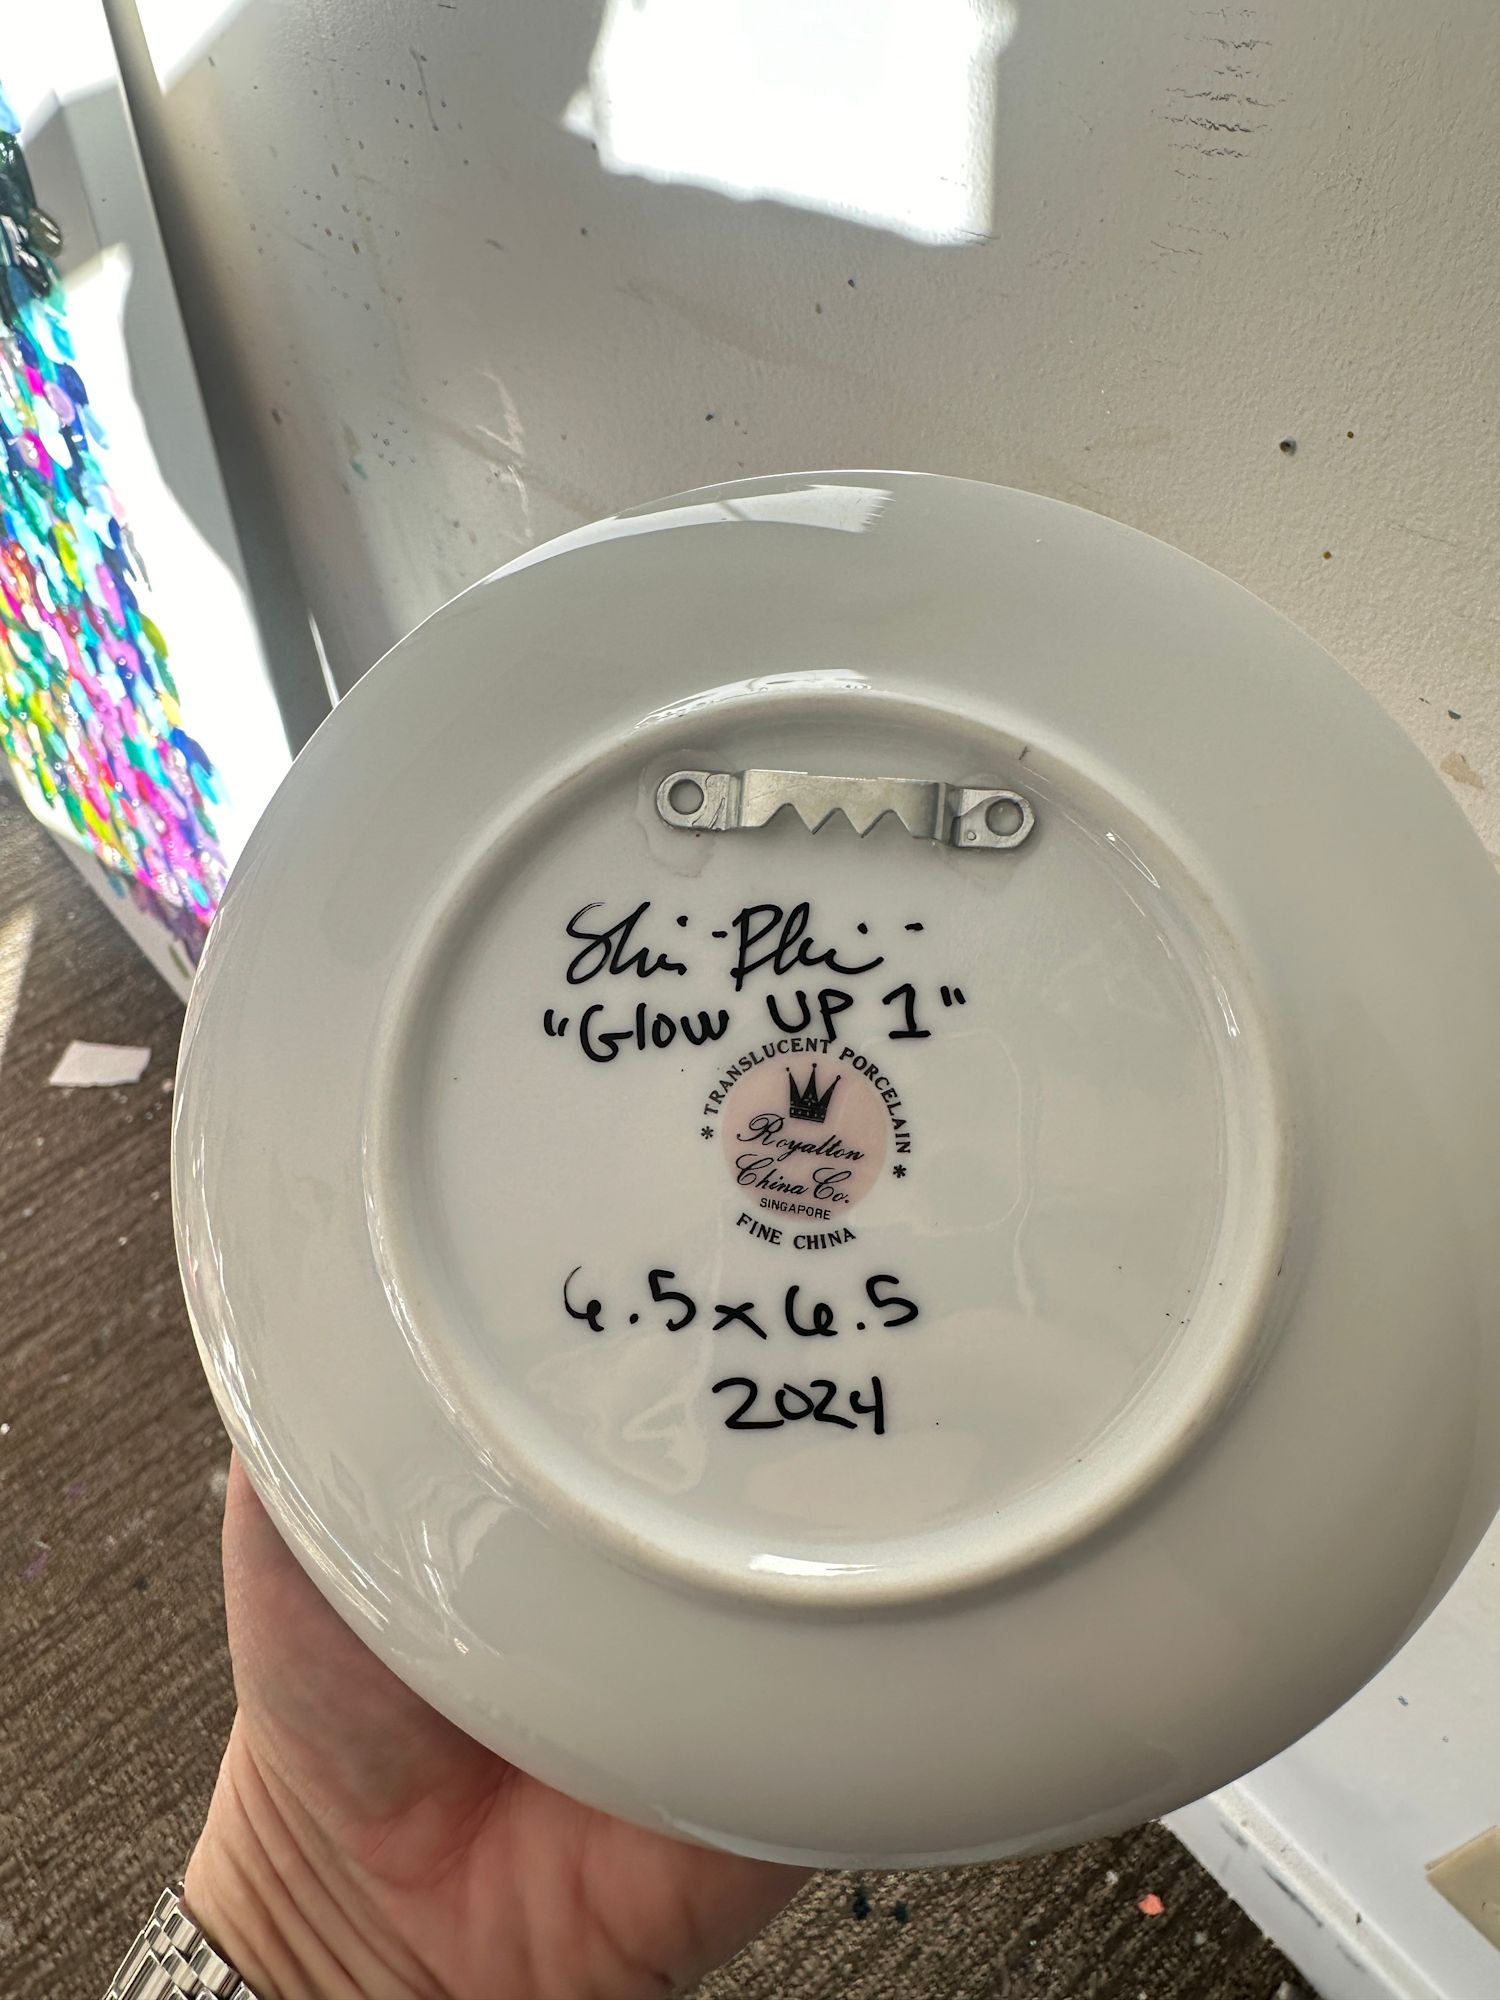 "Glow UP 1"
* TRANSLUCENT PORCELAIN *
Royalton
China Co.
SINGAPORE
FINE CHINA
6.5 x 6.5
2024